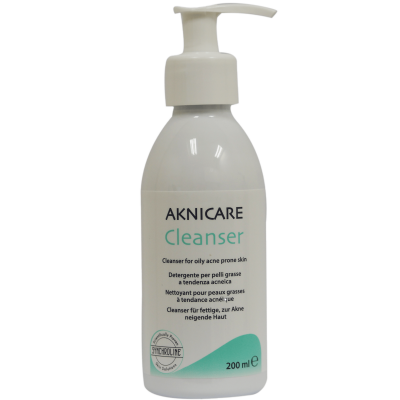 AKNICARE
Cleanser
Cleanser for oily acne prone skin
Detergente per pelli grasse
a tendenza acneica
Nettoyant pour peaux grasses
à tendance acnéique
Cleanser für fettige, zur Akne
neigende Haut
SYNCHROLINE
200 ml e